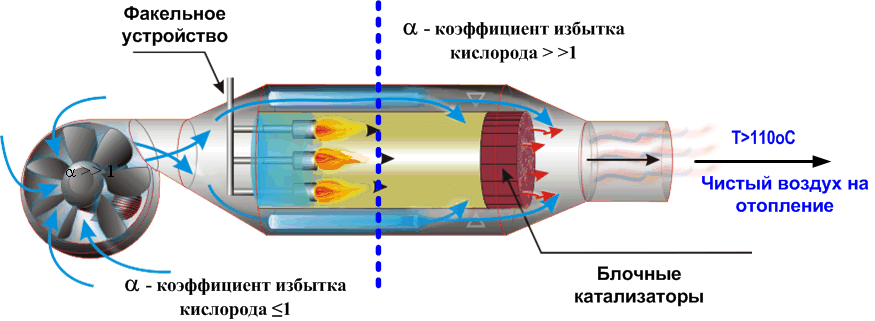 Факельное
устройство
α - коэффициент избытка
кислорода > >1
α >> 1
T>110oC
Чистый воздух на
отопление
α - коэффициент избытка
кислорода ≤1
Блочные
катализаторы